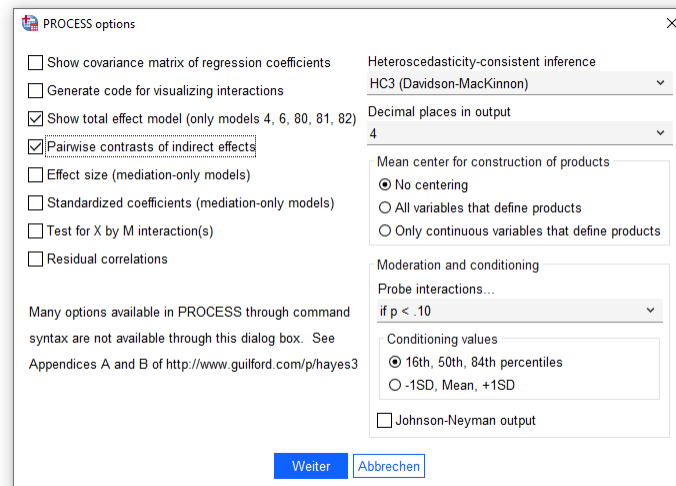 PROCESS options
Show covariance matrix of regression coefficients
Generate code for visualizing interactions
Show total effect model (only models 4, 6, 80, 81, 82)
Pairwise contrasts of indirect effects
Effect size (mediation-only models)
Standardized coefficients (mediation-only models)
Test for X by M interaction(s)
Residual correlations
Many options available in PROCESS through command
syntax are not available through this dialog box. See
Appendices A and B of http://www.guilford.com/p/hayes3
Heteroscedasticity-consistent inference
HC3 (Davidson-MacKinnon)
Decimal places in output
4
Mean center for construction of products
No centering
All variables that define products
Only continuous variables that define products
Moderation and conditioning
Probe interactions...
if p < .10
Conditioning values
16th, 50th, 84th percentiles
-1SD, Mean, +1SD
Johnson-Neyman output
Weiter
Abbrechen